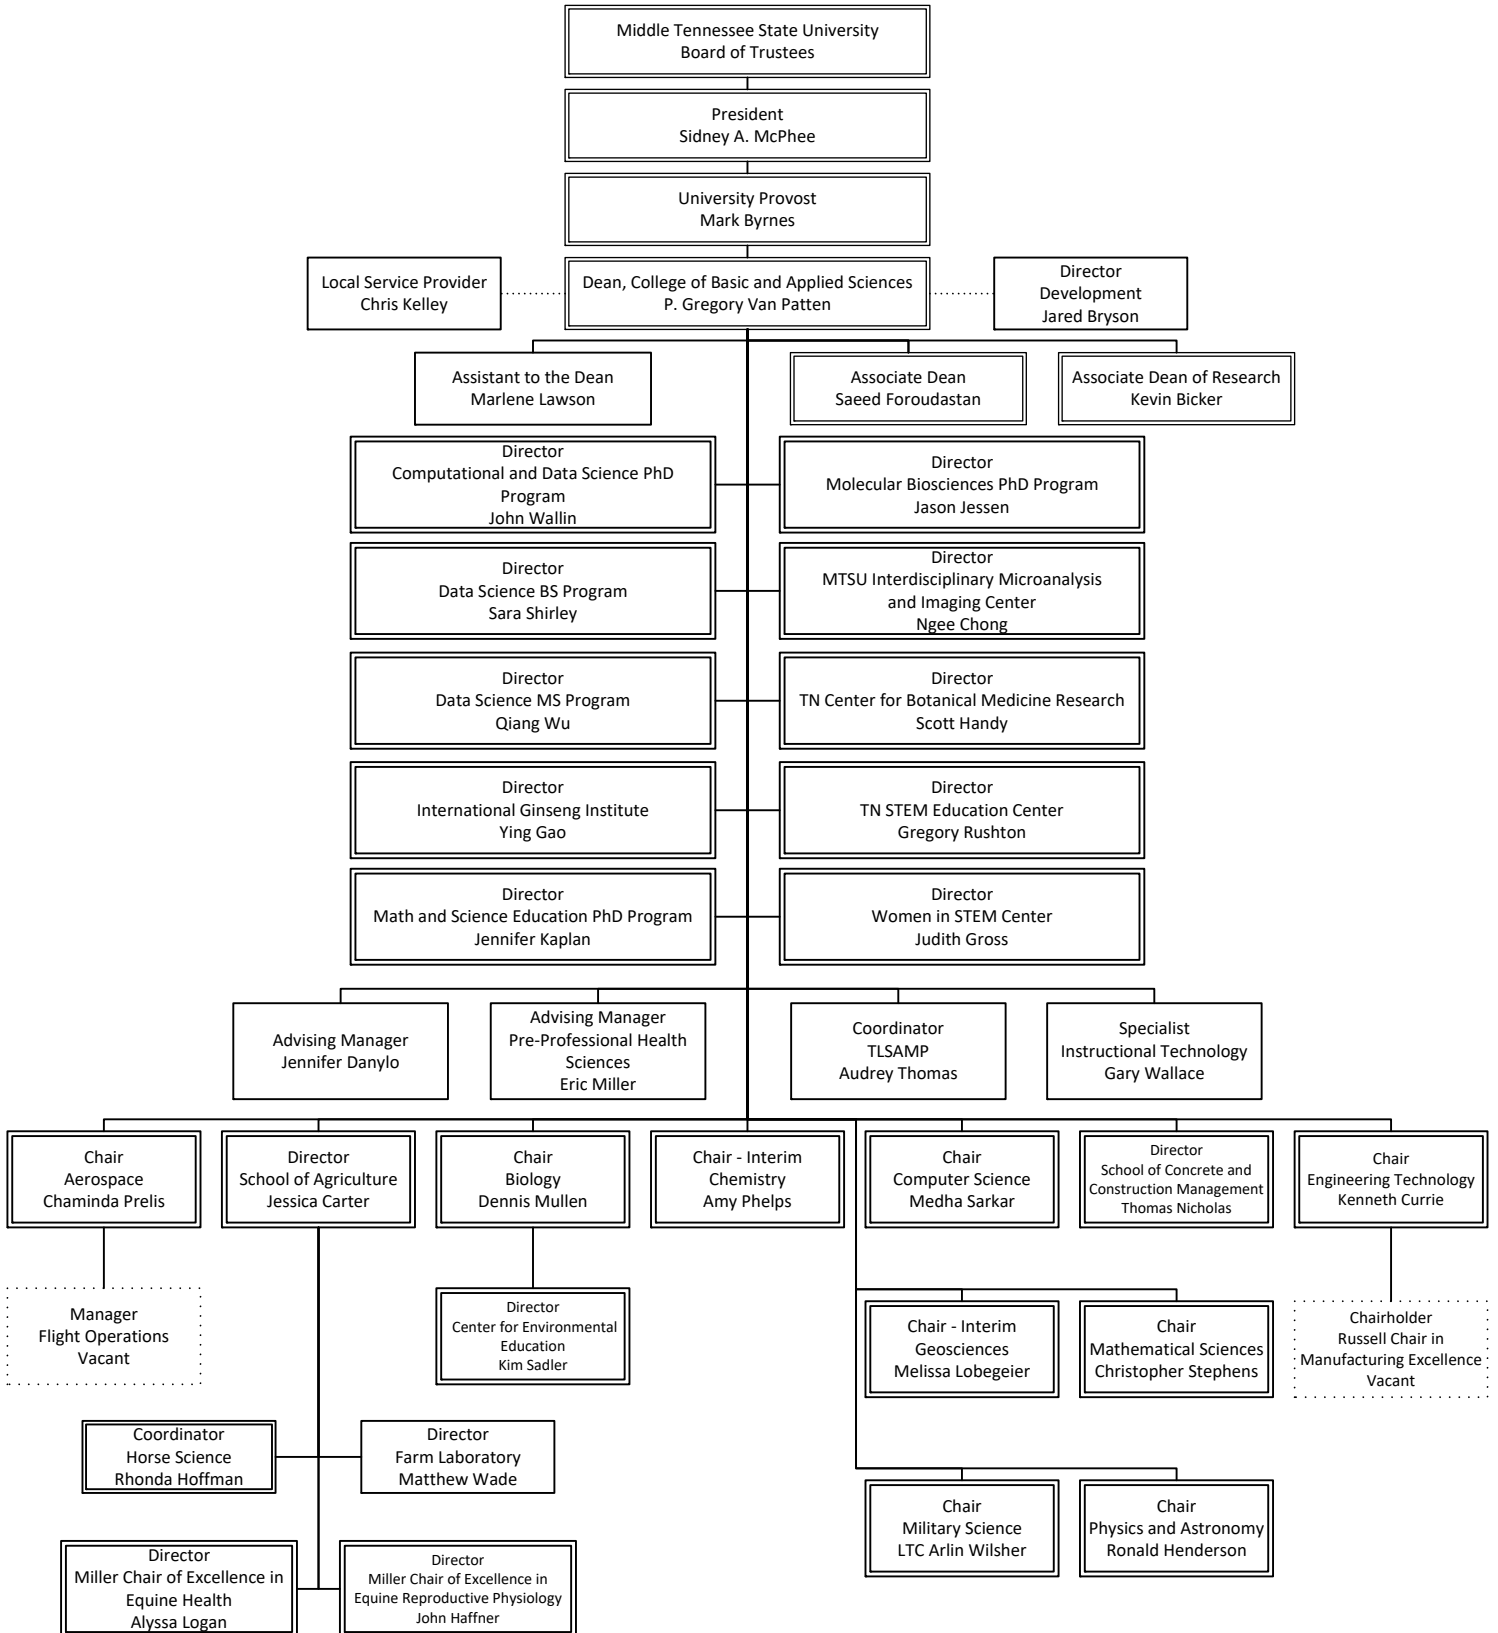 Middle Tennessee State University
Board of Trustees
President
Sidney A. McPhee
University Provost
Mark Byrnes
Local Service Provider
Chris Kelley
Dean, College of Basic and Applied Sciences
P. Gregory Van Patten
Director
Development
Jared Bryson
Assistant to the Dean
Marlene Lawson
Associate Dean
Saeed Foroudastan
Associate Dean of Research
Kevin Bicker
Director
Computational and Data Science PhD
Program
John Wallin
Director
Molecular Biosciences PhD Program
Jason Jessen
Director
Data Science BS Program
Sara Shirley
Director
MTSU Interdisciplinary Microanalysis
and Imaging Center
Ngee Chong
Director
Data Science MS Program
Qiang Wu
Director
TN Center for Botanical Medicine Research
Scott Handy
Director
International Ginseng Institute
Ying Gao
Director
TN STEM Education Center
Gregory Rushton
Director
Math and Science Education PhD Program
Jennifer Kaplan
Director
Women in STEM Center
Judith Gross
Advising Manager
Jennifer Danylo
Advising Manager
Pre-Professional Health
Sciences
Eric Miller
Coordinator
TLSAMP
Audrey Thomas
Specialist
Instructional Technology
Gary Wallace
Chair
Aerospace
Chaminda Prelis
Director
School of Agriculture
Jessica Carter
Chair
Biology
Dennis Mullen
Chair - Interim
Chemistry
Amy Phelps
Chair
Computer Science
Medha Sarkar
Director
School of Concrete and
Construction Management
Thomas Nicholas
Chair
Engineering Technology
Kenneth Currie
Manager
Flight Operations
Vacant
Director
Center for Environmental
Education
Kim Sadler
Chair - Interim
Geosciences
Melissa Lobegeier
Chair
Mathematical Sciences
Christopher Stephens
Chairholder
Russell Chair in
Manufacturing Excellence
Vacant
Coordinator
Horse Science
Rhonda Hoffman
Director
Farm Laboratory
Matthew Wade
Chair
Military Science
LTC Arlin Wilsher
Chair
Physics and Astronomy
Ronald Henderson
Director
Miller Chair of Excellence in
Equine Health
Alyssa Logan
Director
Miller Chair of Excellence in
Equine Reproductive Physiology
John Haffner